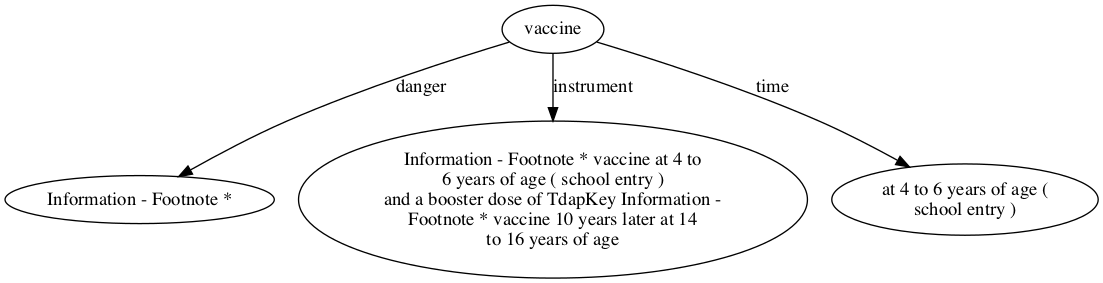 vaccine
danger
instrument
time
Information - Footnote *
Information - Footnote * vaccine at 4 to
6 years of age ( school entry )
and a booster dose of TdapKey Information -
Footnote * vaccine 10 years later at 14
to 16 years of age
at 4 to 6 years of age (
school entry )